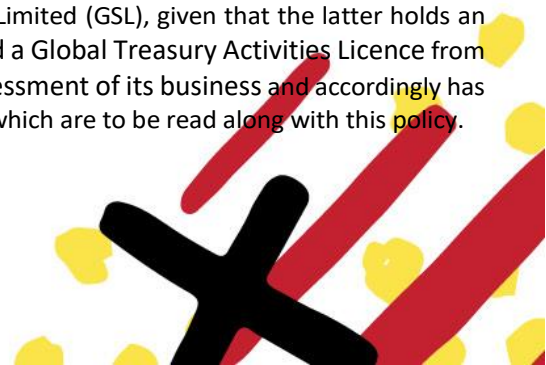 Limited (GSL), given that the latter holds an
d a Global Treasury Activities Licence from
essment of its business and accordingly has
which are to be read along with this policy.